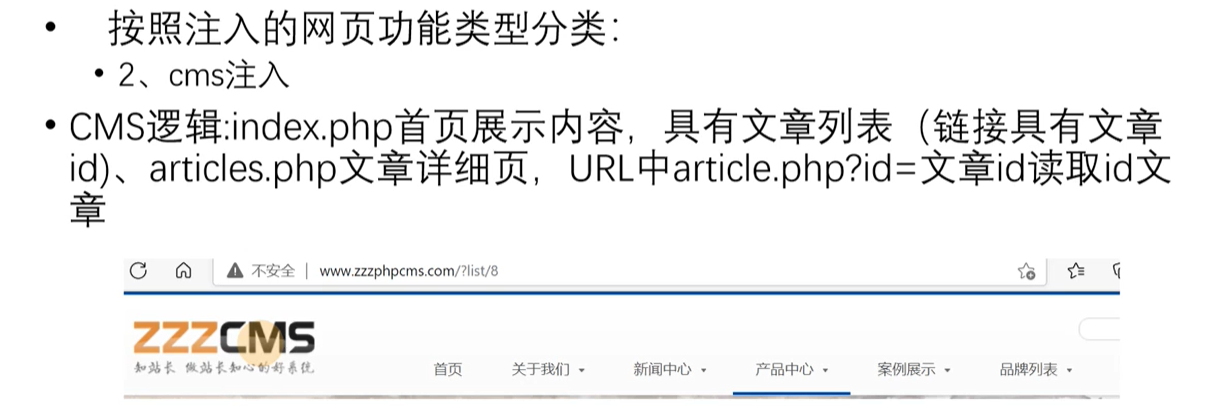 • 按照注入的网页功能类型分类：
• 2、cms注入
• CMS逻辑:index.php首页展示内容，具有文章列表（链接具有文章
id)、articles.php文章详细页，URL中article.php?id=文章id读取id文
章
不安全 | www.zzzphpcms.com/?list/8
ZZZCMS
知站长 做站长知心的好系统
首页 关于我们 新闻中心 产品中心 案例展示 品牌列表